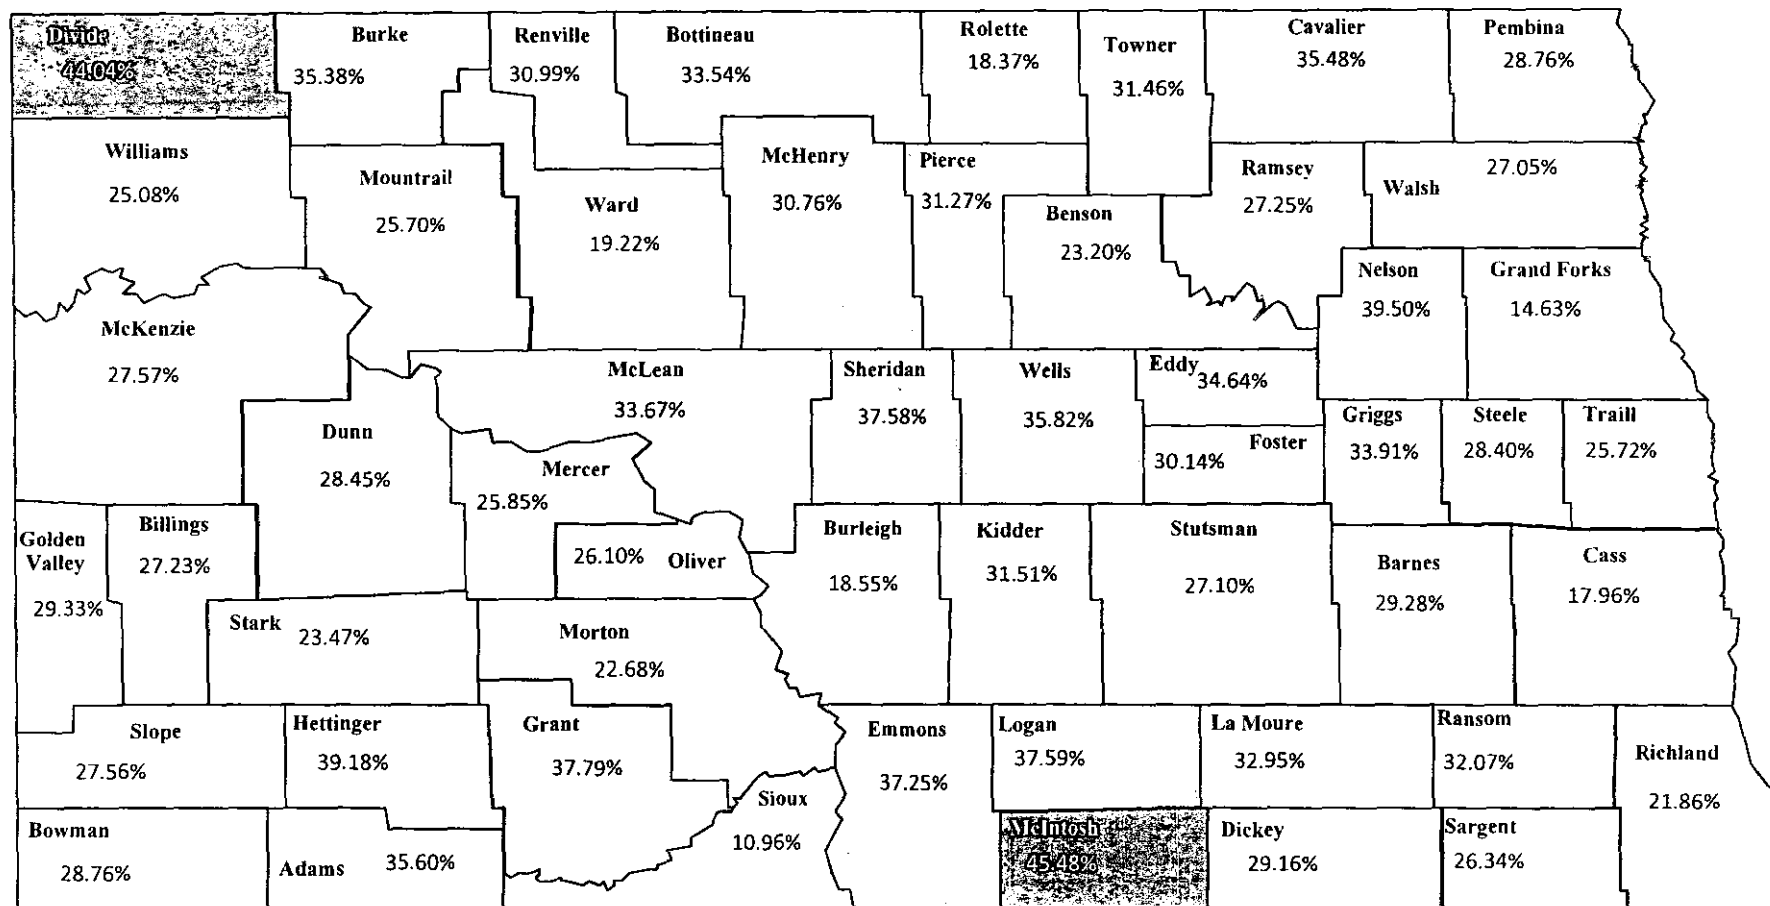 Divide
44.04%
Burke
35.38%
Renville
30.99%
Bottineau
33.54%
Rolette
18.37%
Towner
31.46%
Cavalier
35.48%
Pembina
28.76%
Williams
25.08%
Mountrail
25.70%
Ward
19.22%
McHenry
30.76%
Pierce
31.27%
Benson
23.20%
Ramsey
27.25%
Walsh
27.05%
Nelson
39.50%
Grand Forks
14.63%
McKenzie
27.57%
Dunn
28.45%
McLean
33.67%
Mercer
25.85%
Oliver
26.10%
Sheridan
37.58%
Wells
35.82%
Eddy
34.64%
Foster
30.14%
Griggs
33.91%
Steele
28.40%
Traill
25.72%
Golden
Valley
29.33%
Billings
27.23%
Stark
23.47%
Morton
22.68%
Burleigh
18.55%
Kidder
31.51%
Stutsman
27.10%
Barnes
29.28%
Cass
17.96%
Slope
27.56%
Hettinger
39.18%
Grant
37.79%
Sioux
10.96%
Emmons
37.25%
Logan
37.59%
La Moure
32.95%
Ransom
32.07%
Richland
21.86%
Bowman
28.76%
Adams
35.60%
McIntosh
45.48%
Dickey
29.16%
Sargent
26.34%